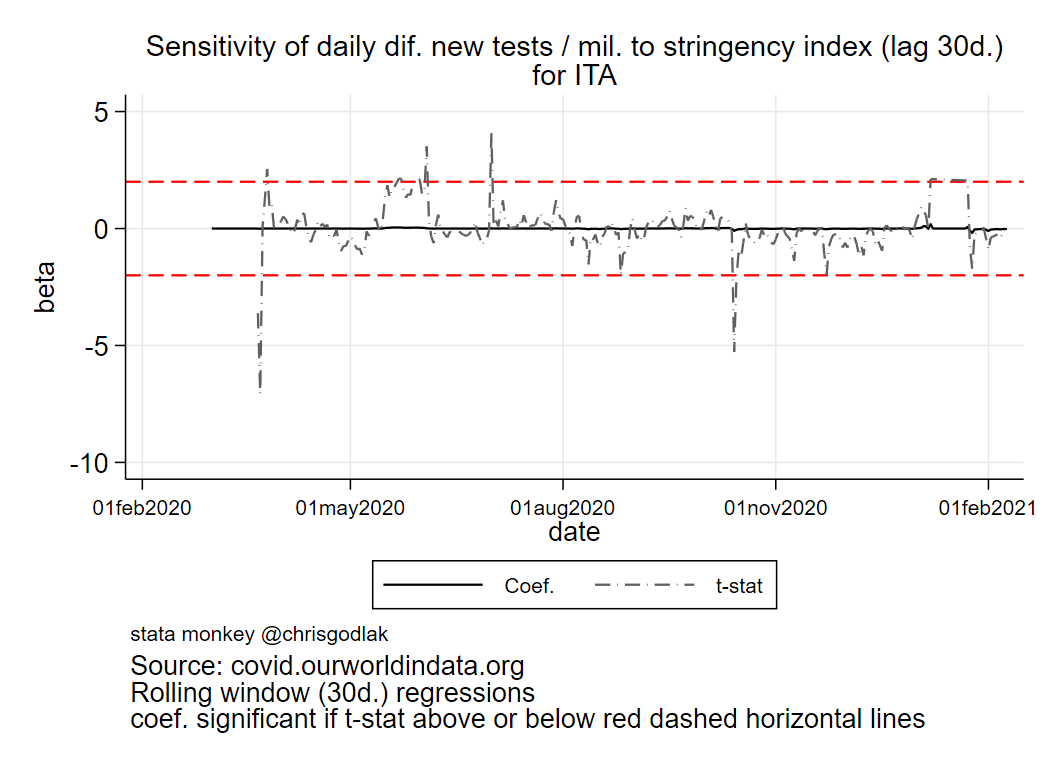 Sensitivity of daily dif. new tests / mil. to stringency index (lag 30d.)
for ITA
5
0
-5
-10
beta
01feb2020
01may2020
01aug2020
01nov2020
01feb2021
date
Coef.
t-stat
stata monkey @chrisgodlak
Source: covid.ourworldindata.org
Rolling window (30d.) regressions
coef. significant if t-stat above or below red dashed horizontal lines